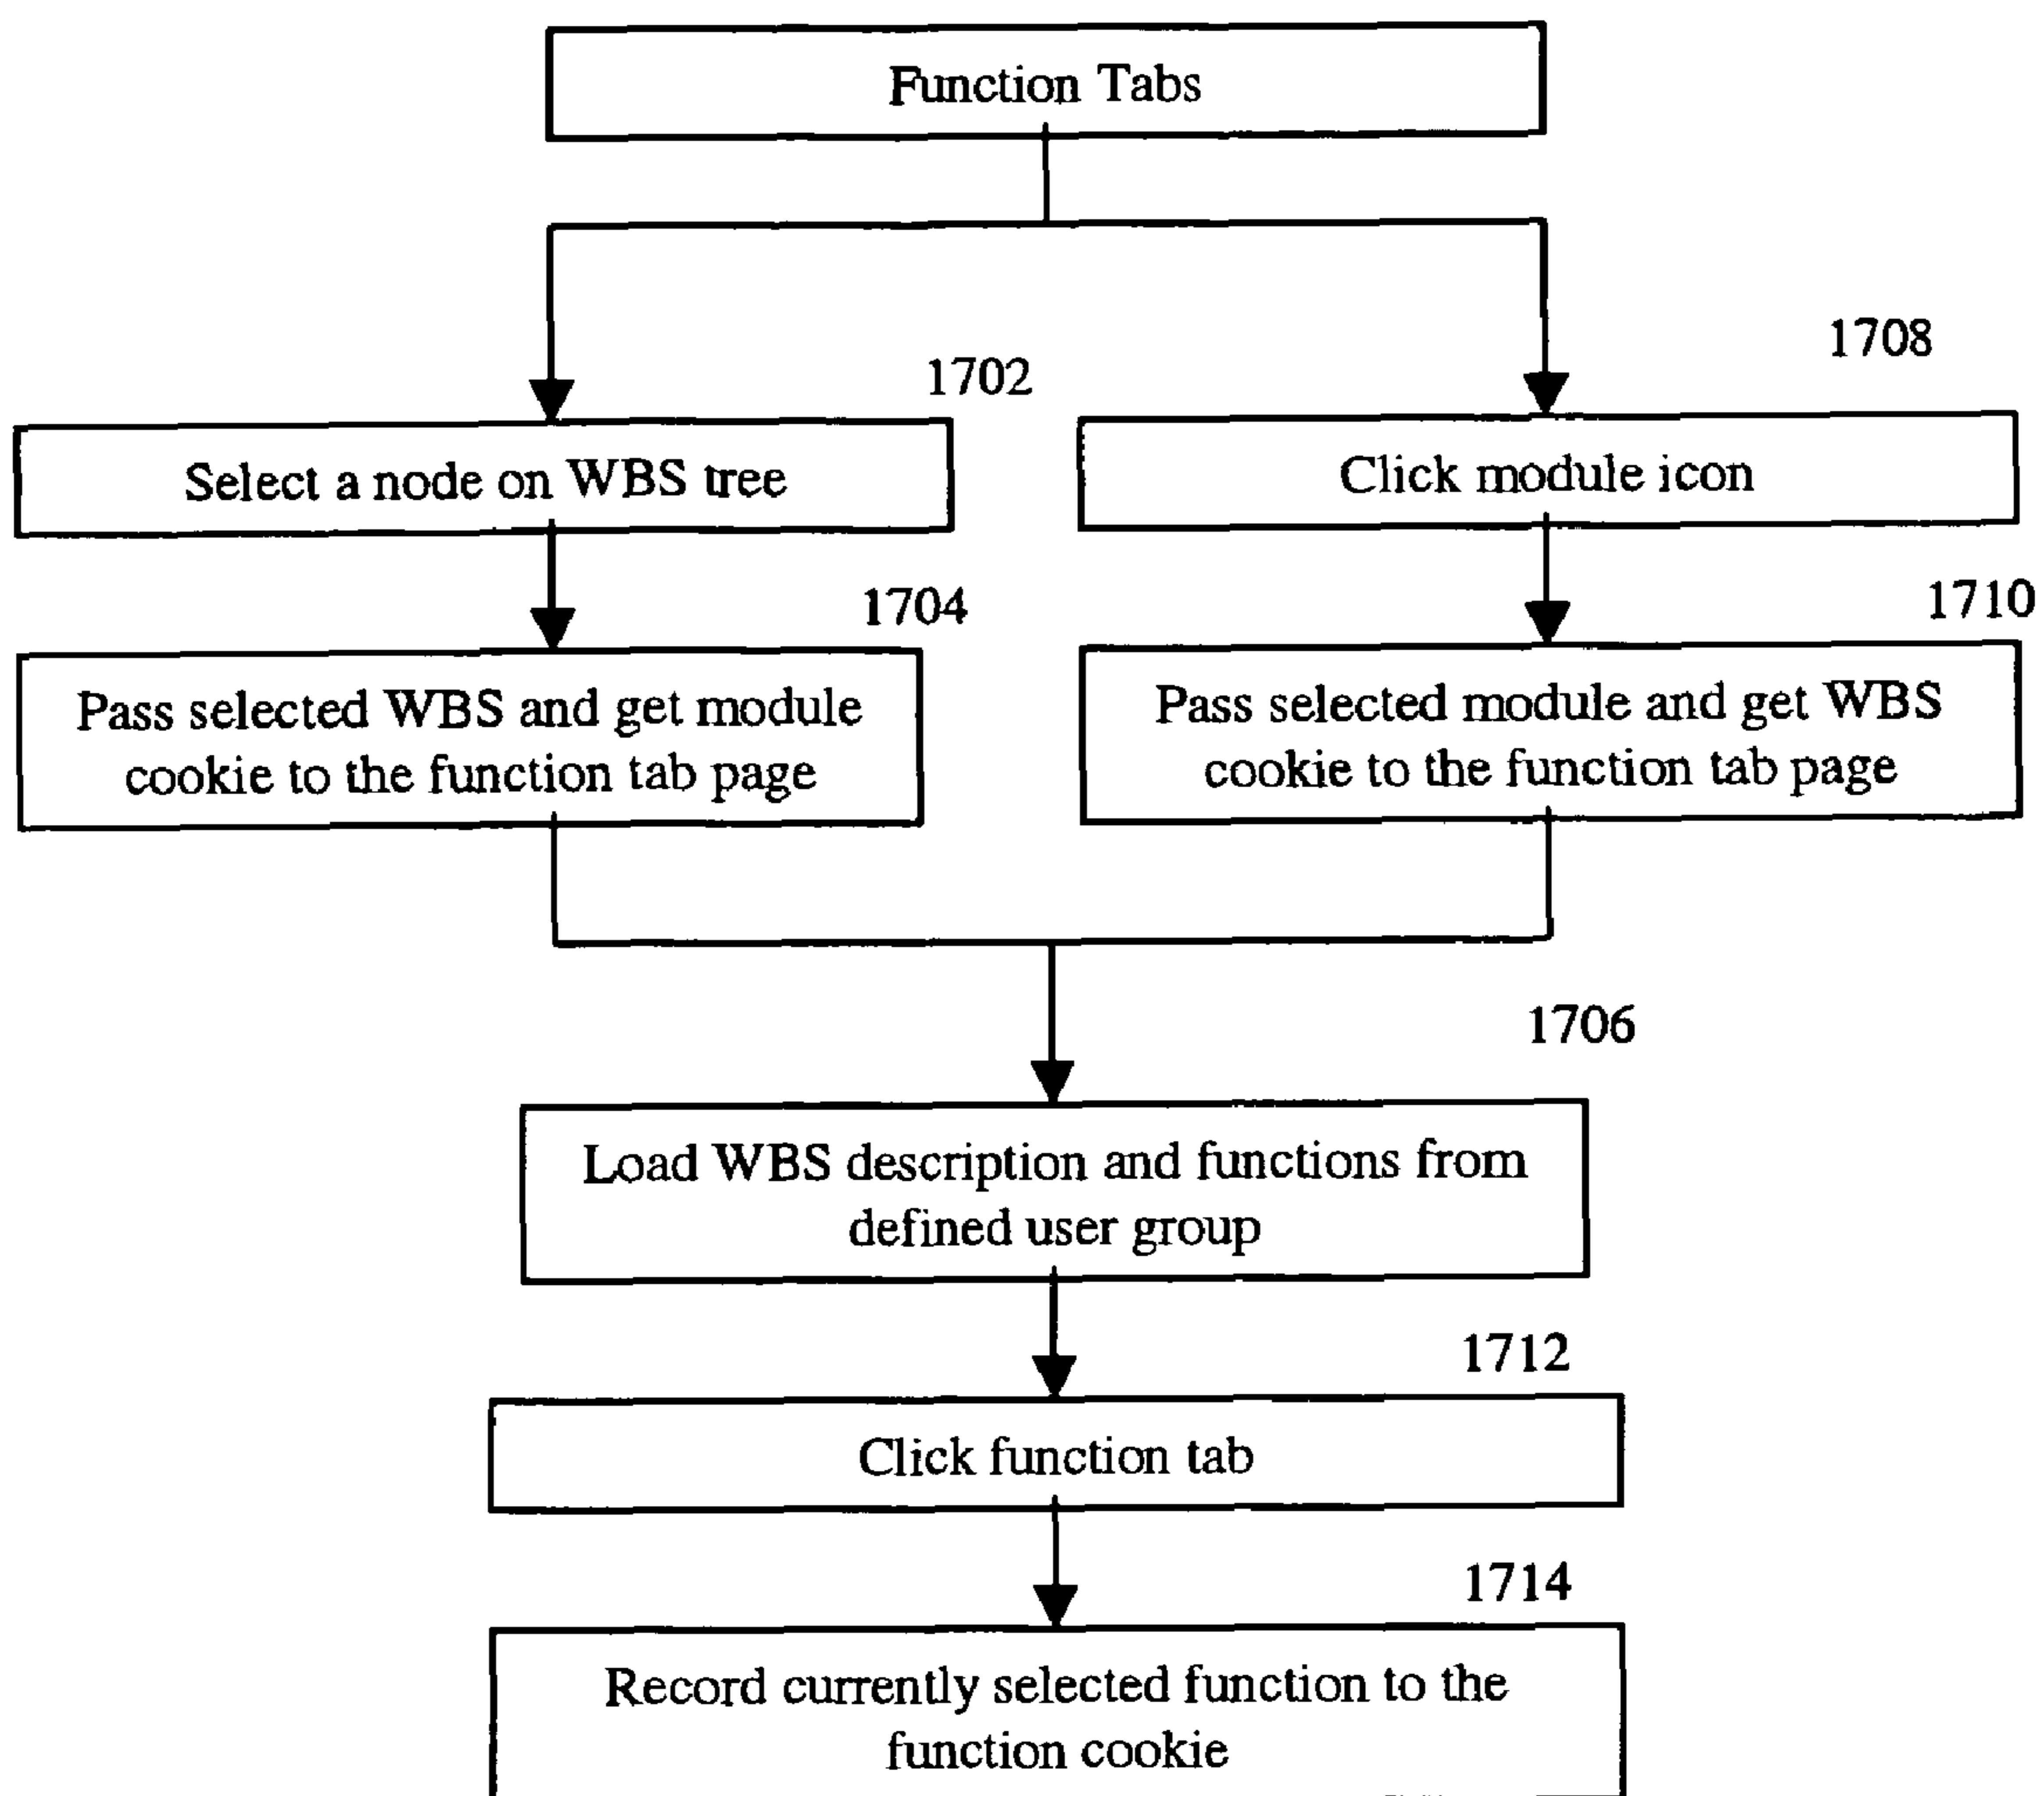 Function Tabs
1708
1702
Select a node on WBS tree
Click module icon
1704
1710
Pass selected WBS and get module
cookie to the function tab page
Pass selected module and get WBS
cookie to the function tab page
1706
Load WBS description and functions from
defined user group
1712
Click function tab
1714
Record currently selected function to the
function cookie